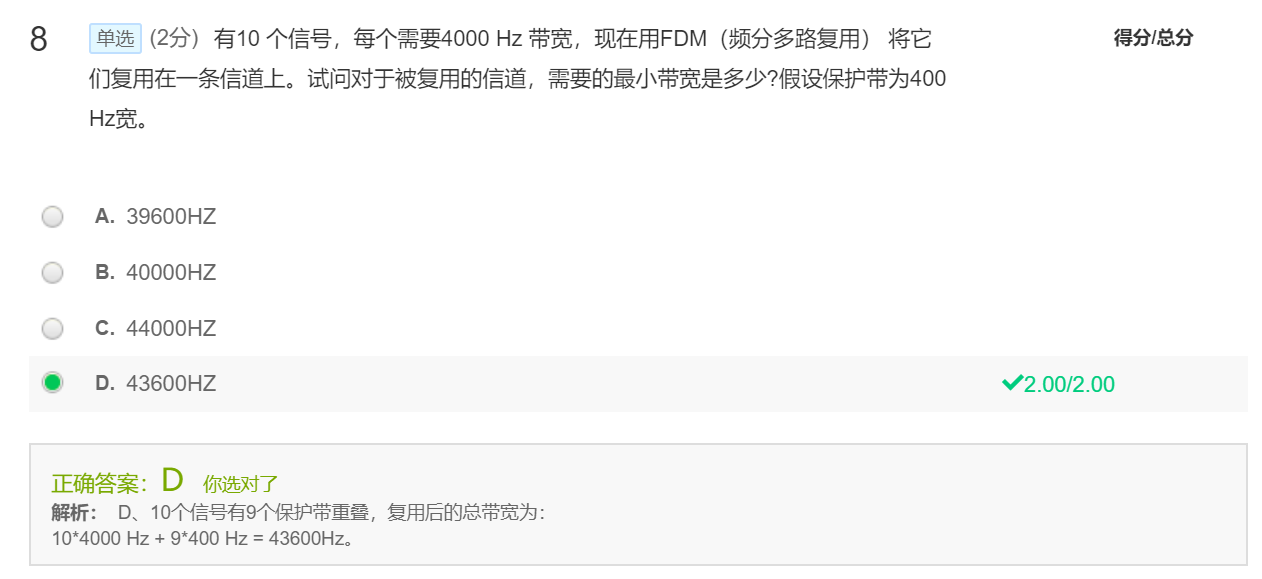 8 单选 (2分) 有10 个信号，每个需要4000 Hz 带宽，现在用FDM（频分多路复用） 将它 得分/总分
们复用在一条信道上。试问对于被复用的信道，需要的最小带宽是多少?假设保护带为400
Hz宽。
A. 39600HZ
B. 40000HZ
C. 44000HZ
D. 43600HZ 2.00/2.00
正确答案：D 你选对了
解析： D、10个信号有9个保护带重叠，复用后的总带宽为：
10*4000 Hz + 9*400 Hz = 43600Hz。